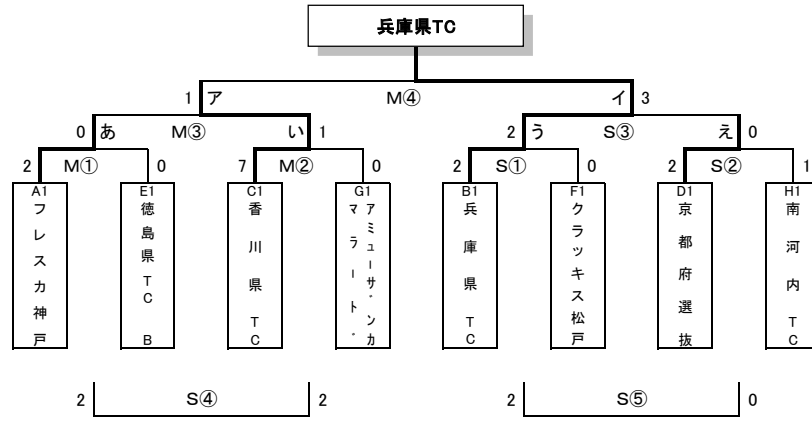 兵庫県TC
1 ア M④ イ 3
0 あ M③ い 1 2 う S③ え 0
2 M① 0 7 M② 0 2 S① 0 2 S② 1
A1 E1 C1 G1 B1 F1 D1 H1
フレスカ神戸
徳島県TC B
香川県TC
アミューザンカ
マラートド
兵庫県TC
クラッキス松戸
京都府選抜
南河内TC
2 S④ 2 2 S⑤ 0